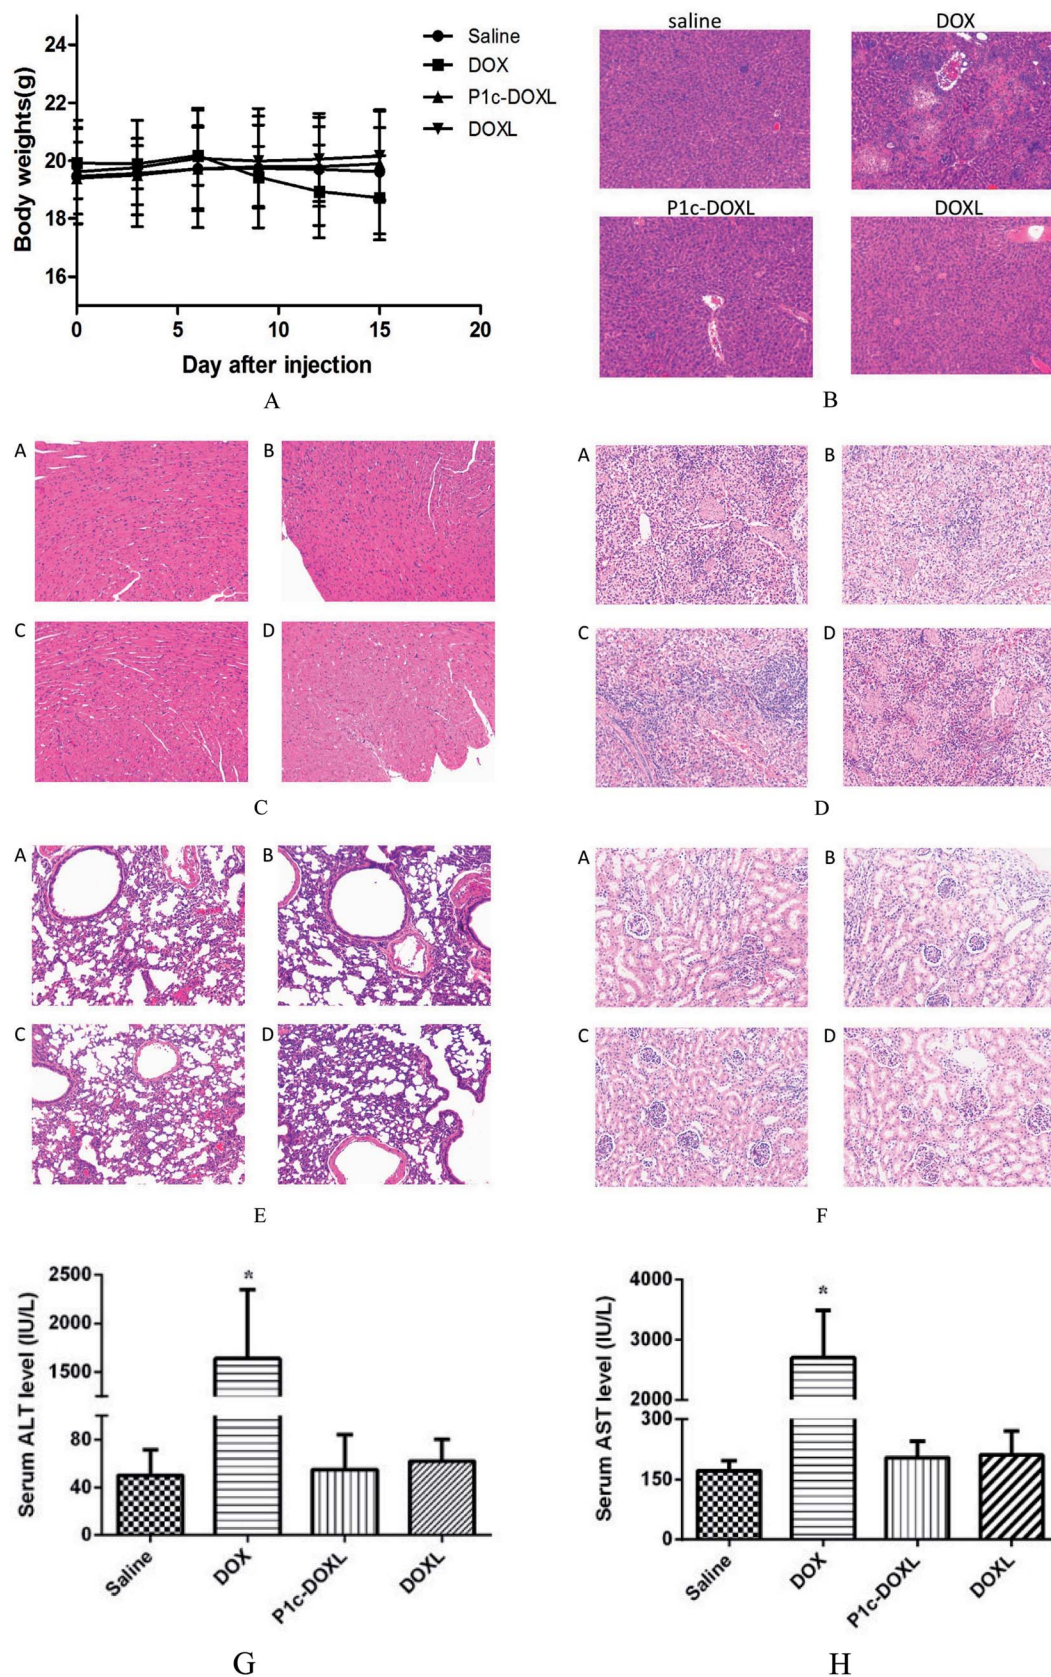 24
22
20
18
16
Body weights(g)
0 5 10 15 20
Day after injection
Saline
DOX
P1c-DOXL
DOXL
A
saline
DOX
P1c-DOXL
DOXL
B
A
B
C
D
C
A
B
C
D
D
A
B
C
D
E
A
B
C
D
F
Serum ALT level (IU/L)
2500
2000
1500
80
40
0
*
Saline
DOX
P1c-DOXL
DOXL
G
Serum AST level (IU/L)
4000
3000
2000
300
150
0
*
Saline
DOX
P1c-DOXL
DOXL
H